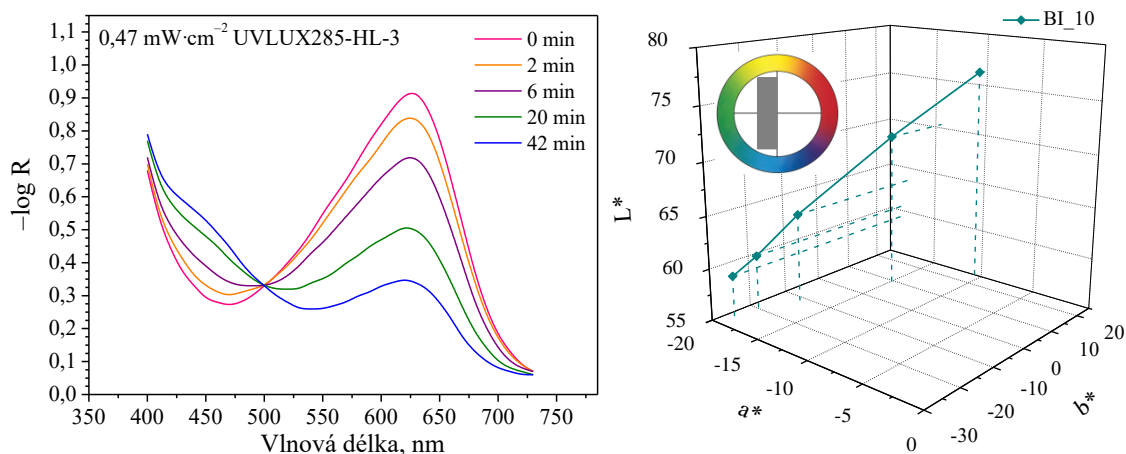 0,47 mW·cm⁻² UVLUX285-HL-3
0 min
2 min
6 min
20 min
42 min
1,1
1,0
0,9
0,8
0,7
0,6
0,5
0,4
0,3
0,2
0,1
0,0
–log R
350 400 450 500 550 600 650 700 750
Vlnová délka, nm
BI_10
80
75
70
65
60
55
L*
-20
-15
-10
-5
0
a*
-30
-20
-10
0
10
20
b*